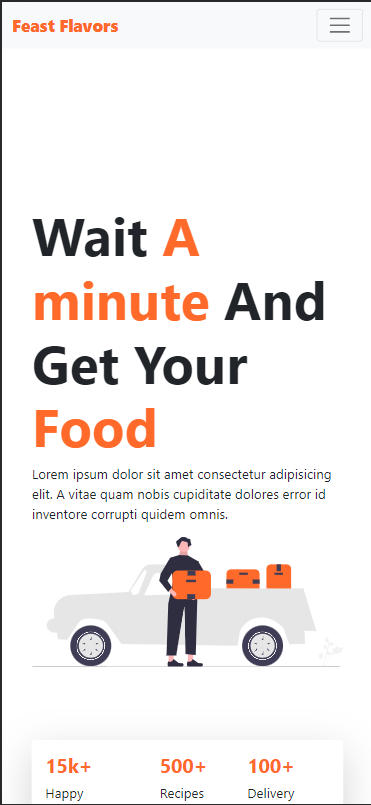 Feast Flavors
Wait A
minute And
Get Your
Food
Lorem ipsum dolor sit amet consectetur adipisicing
elit. A vitae quam nobis cupiditate dolores error id
inventore corrupti quidem omnis.
15k+ 500+ 100+
Happy Recipes Delivery